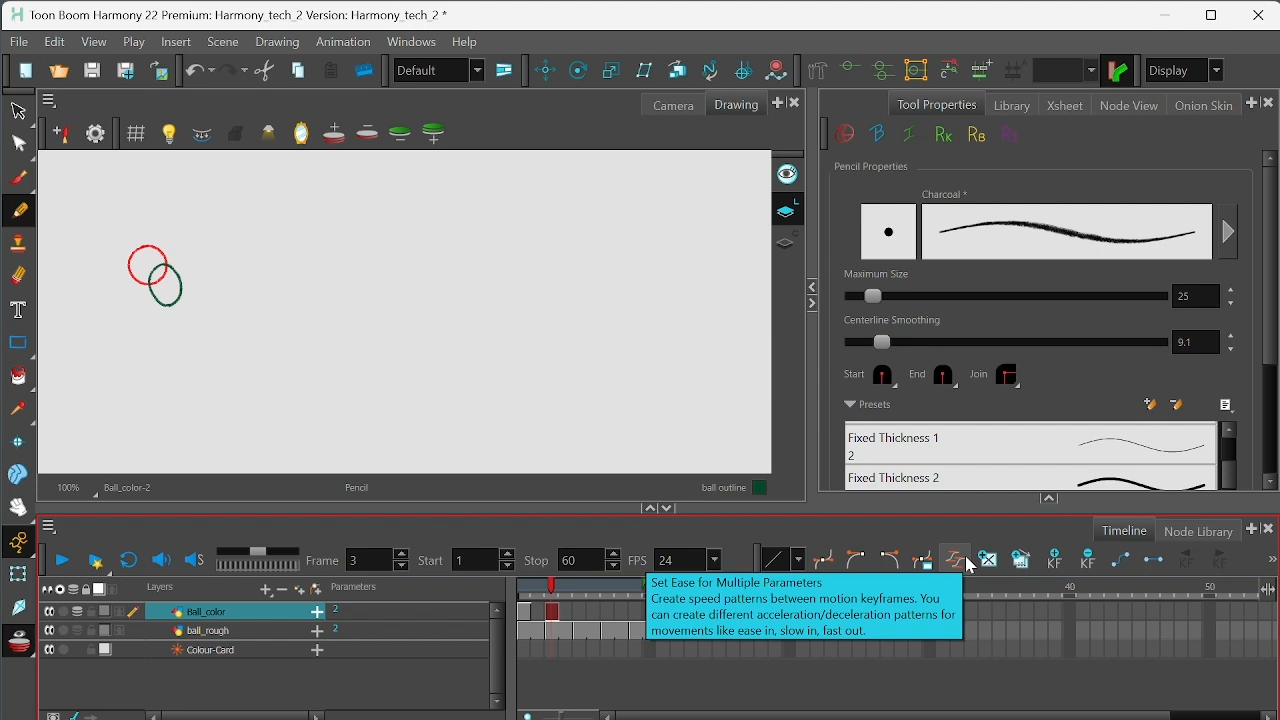 Toon Boom Harmony 22 Premium: Harmony_tech_2 Version: Harmony_tech_2 *
File Edit View Play Insert Scene Drawing Animation Windows Help
Default Display
Camera Drawing Tool Properties Library Xsheet Node View Onion Skin
Pencil Properties
Charcoal *
Maximum Size
25
Centerline Smoothing
9.1
Start End Join
Presets
Fixed Thickness 1
2
Fixed Thickness 2
100% Ball_color-2 Pencil ball outline
Timeline Node Library
Frame 3 Start 1 Stop 60 FPS 24
Layers Parameters 40 50
Ball_color 2
ball_rough 2
Colour-Card
Set Ease for Multiple Parameters
Create speed patterns between motion keyframes. You
can create different acceleration/deceleration patterns for
movements like ease in, slow in, fast out.